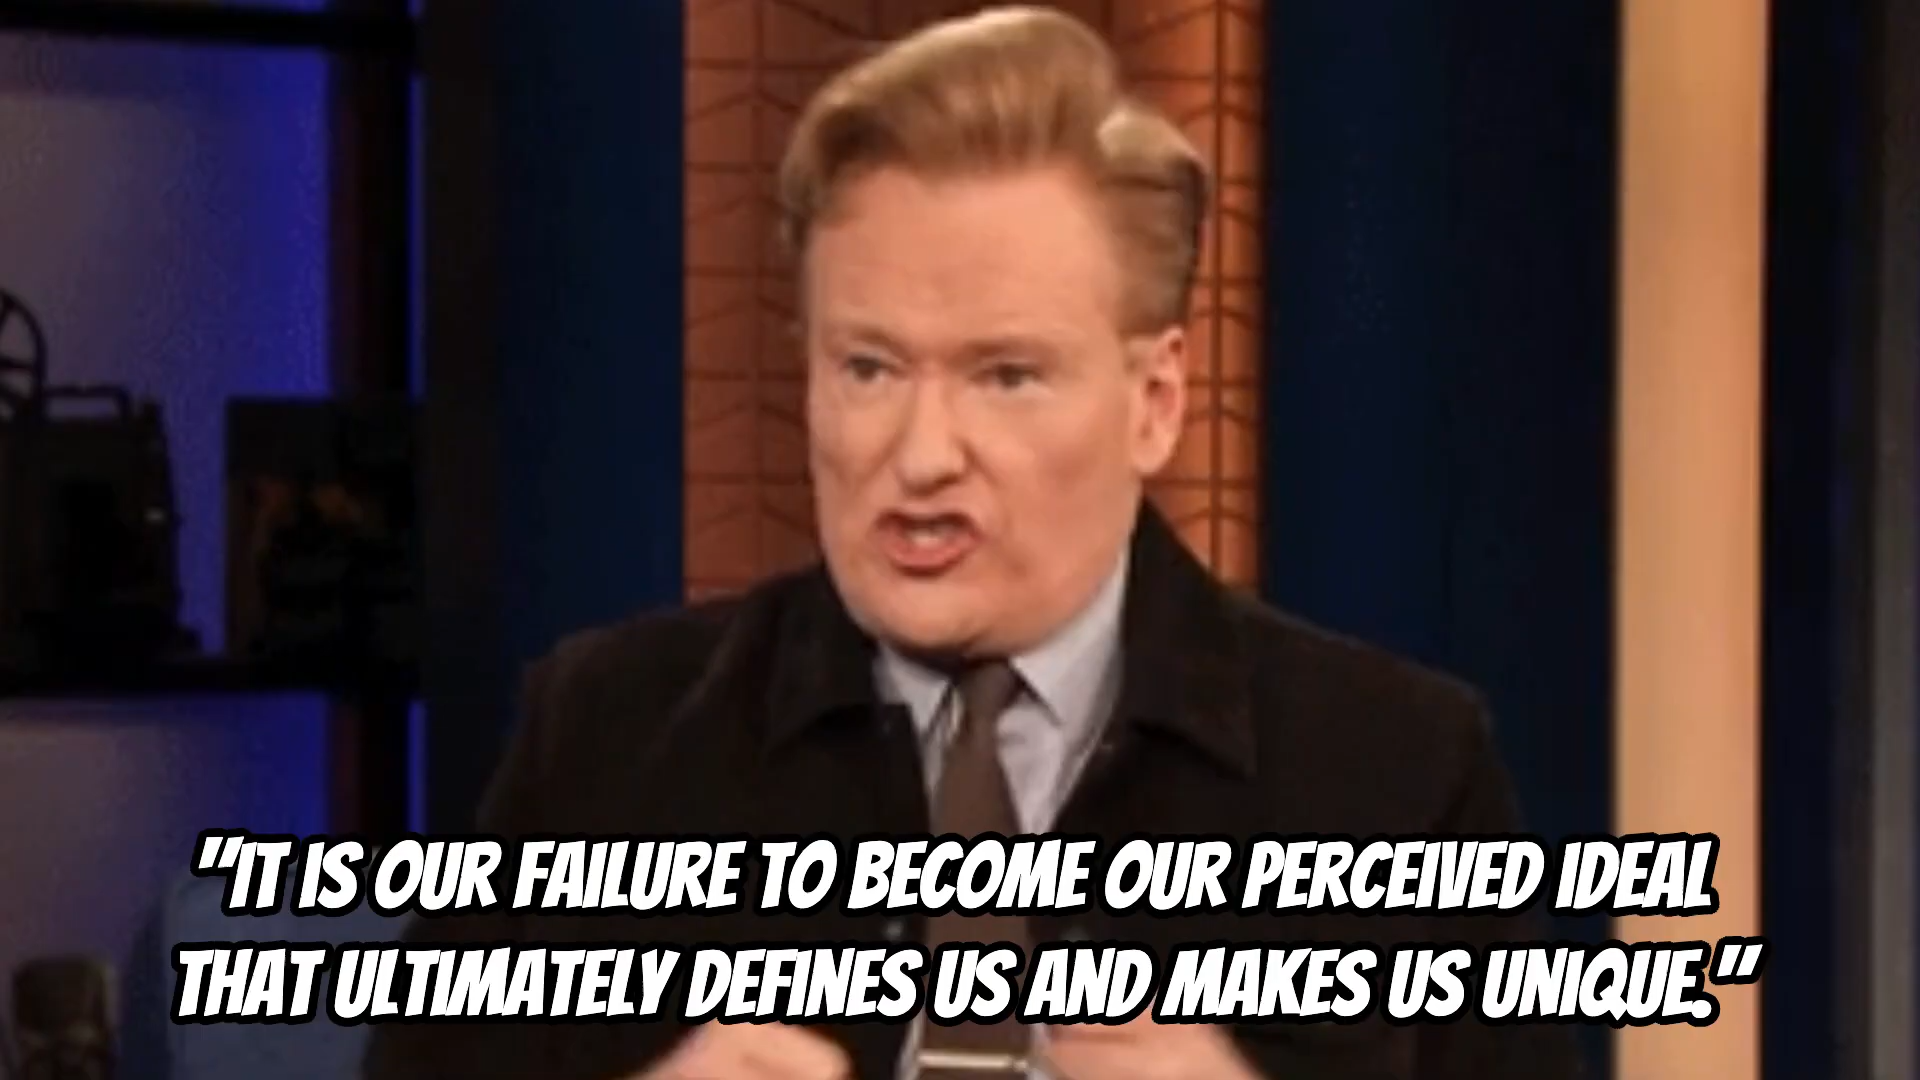 "IT IS OUR FAILURE TO BECOME OUR PERCEIVED IDEAL
THAT ULTIMATELY DEFINES US AND MAKES US UNIQUE."